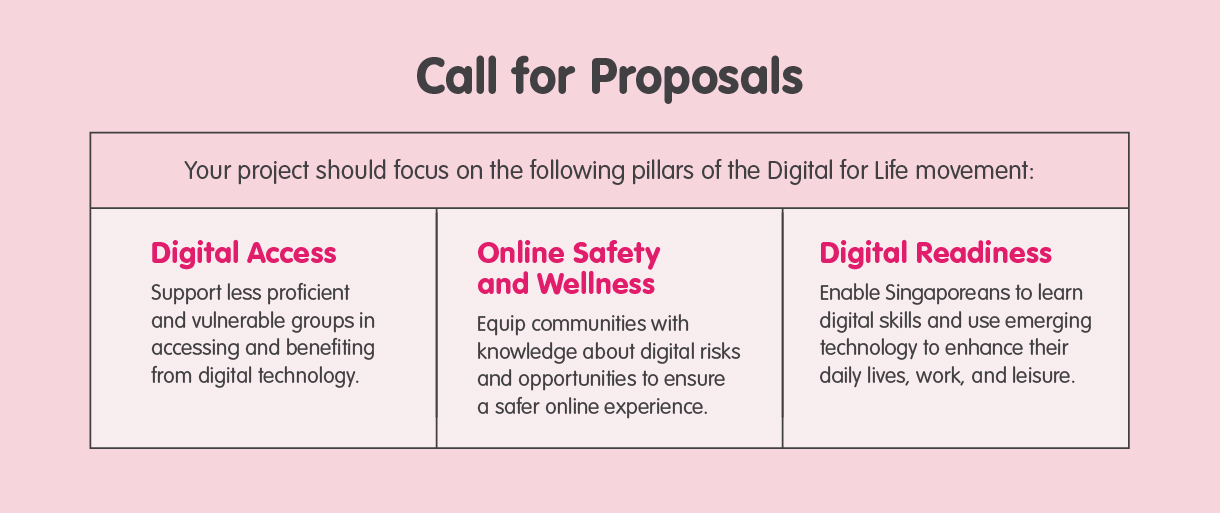 Call for Proposals
Your project should focus on the following pillars of the Digital for Life movement:
Digital Access
Support less proficient
and vulnerable groups in
accessing and benefiting
from digital technology.
Online Safety
and Wellness
Equip communities with
knowledge about digital risks
and opportunities to ensure
a safer online experience.
Digital Readiness
Enable Singaporeans to learn
digital skills and use emerging
technology to enhance their
daily lives, work, and leisure.